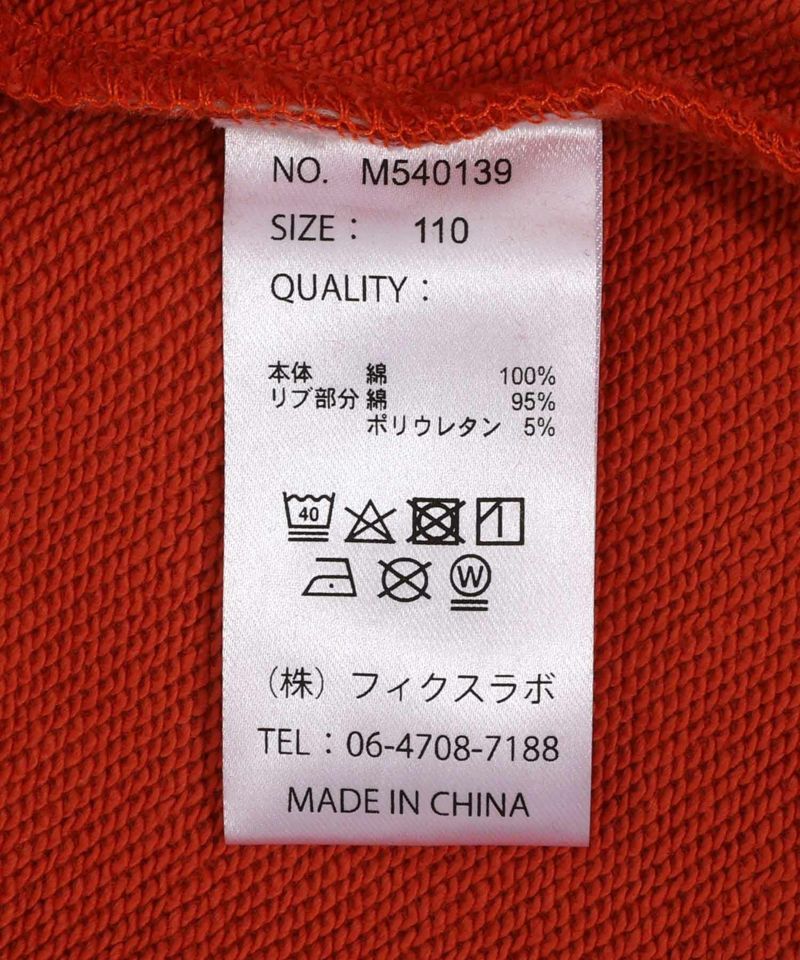 NO. M540139
SIZE： 110
QUALITY：
本体 綿 100%
リブ部分 綿 95%
ポリウレタン 5%
40 1
W
（株）フィクスラボ
TEL：06-4708-7188
MADE IN CHINA